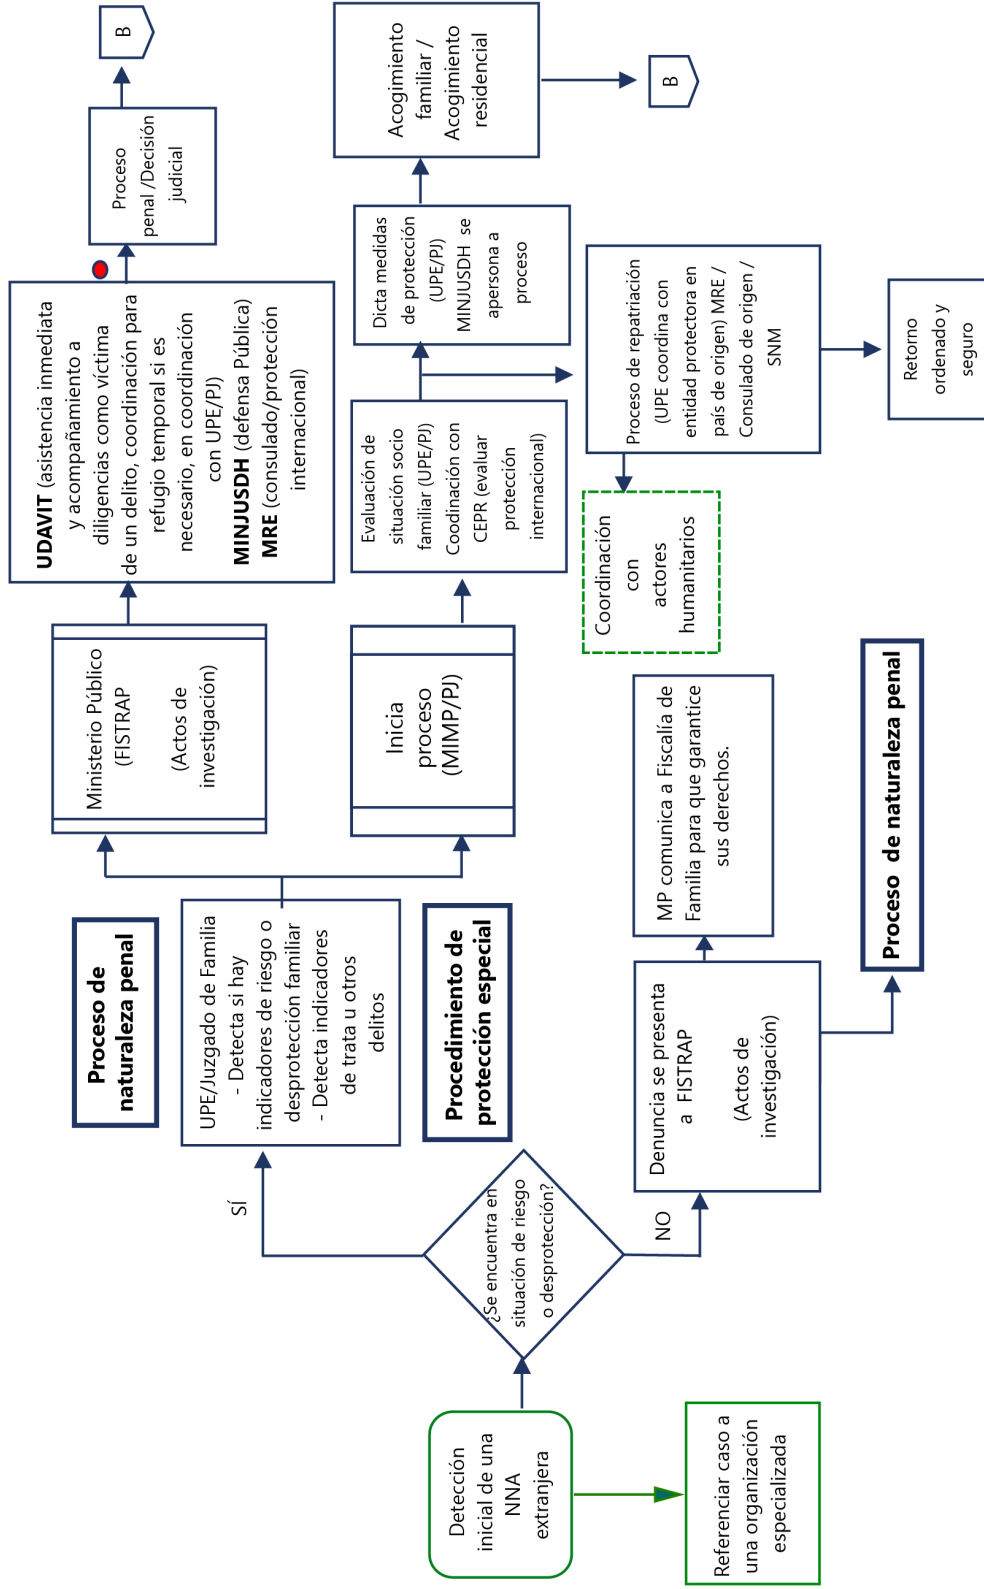 Detección
inicial de una
NNA
extranjera
Referenciar caso a
una organización
especializada
¿Se encuentra en
situación de riesgo
o desprotección?
SÍ
NO
Proceso de
naturaleza penal
UPE/Juzgado de Familia
- Detecta si hay
indicadores de riesgo o
desprotección familiar
- Detecta indicadores
de trata u otros
delitos
Procedimiento de
protección especial
Denuncia se presenta
a FISTRAP
(Actos de
investigación)
MP comunica a Fiscalía de
Familia para que garantice
sus derechos.
Proceso de naturaleza penal
Ministerio Público
(FISTRAP
(Actos de
investigación)
Inicia
proceso
(MIMP/PJ)
UDAVIT (asistencia inmediata
y acompañamiento a
diligencias como víctima
de un delito, coordinación para
refugio temporal si es
necesario, en coordinación
con UPE/PJ)
MINJUSDH (defensa Pública)
MRE (consulado/protección
internacional)
Proceso
penal /Decisión
judicial
B
Evaluación de
situación socio
familiar (UPE/PJ)
Coodinación con
CEPR (evaluar
protección
internacional)
Dicta medidas
de protección
(UPE/PJ)
MINJUSDH se
apersona a
proceso
Acogimiento
familiar /
Acogimiento
residencial
B
Coordinación
con
actores
humanitarios
Proceso de repatriación
(UPE coordina con
entidad protectora en
país de origen) MRE /
Consulado de origen /
SNM
Retorno
ordenado y
seguro